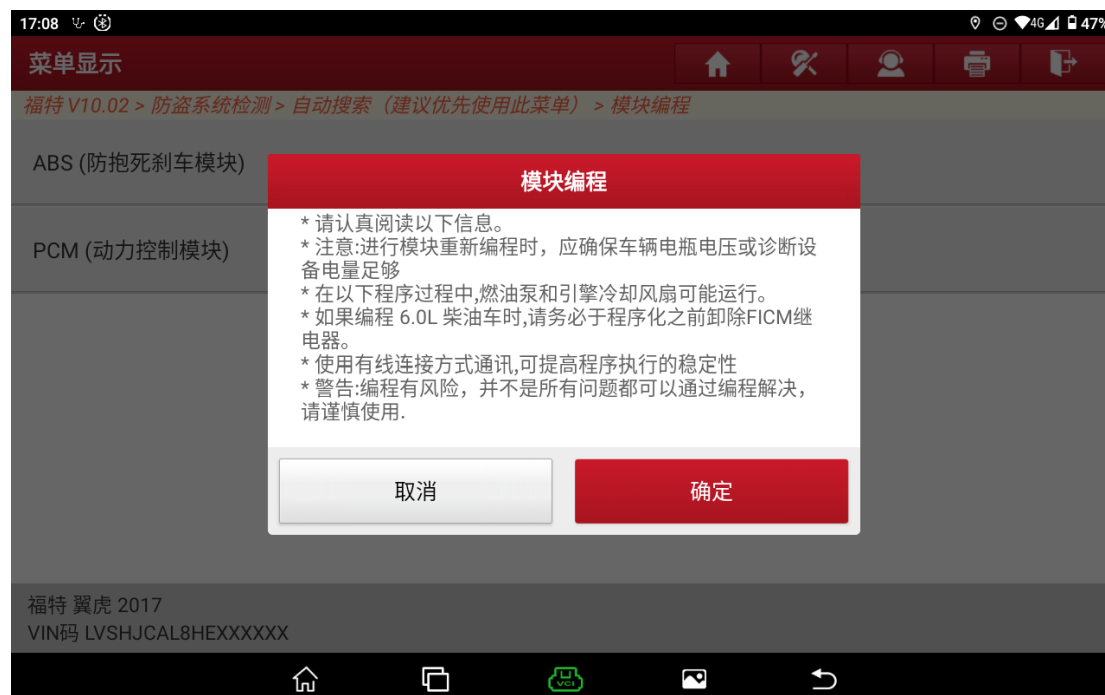 17:08
4G 47%
菜单显示
福特 V10.02 > 防盗系统检测 > 自动搜索（建议优先使用此菜单） > 模块编程
ABS (防抱死刹车模块)
PCM (动力控制模块)
模块编程
* 请认真阅读以下信息。
* 注意:进行模块重新编程时，应确保车辆电瓶电压或诊断设
备电量足够
* 在以下程序过程中,燃油泵和引擎冷却风扇可能运行。
* 如果编程 6.0L 柴油车时,请务必于程序化之前卸除FICM继
电器。
* 使用有线连接方式通讯,可提高程序执行的稳定性
* 警告:编程有风险，并不是所有问题都可以通过编程解决，
请谨慎使用.
取消
确定
福特 翼虎 2017
VIN码 LVSHJCAL8HEXXXXXX
VCI